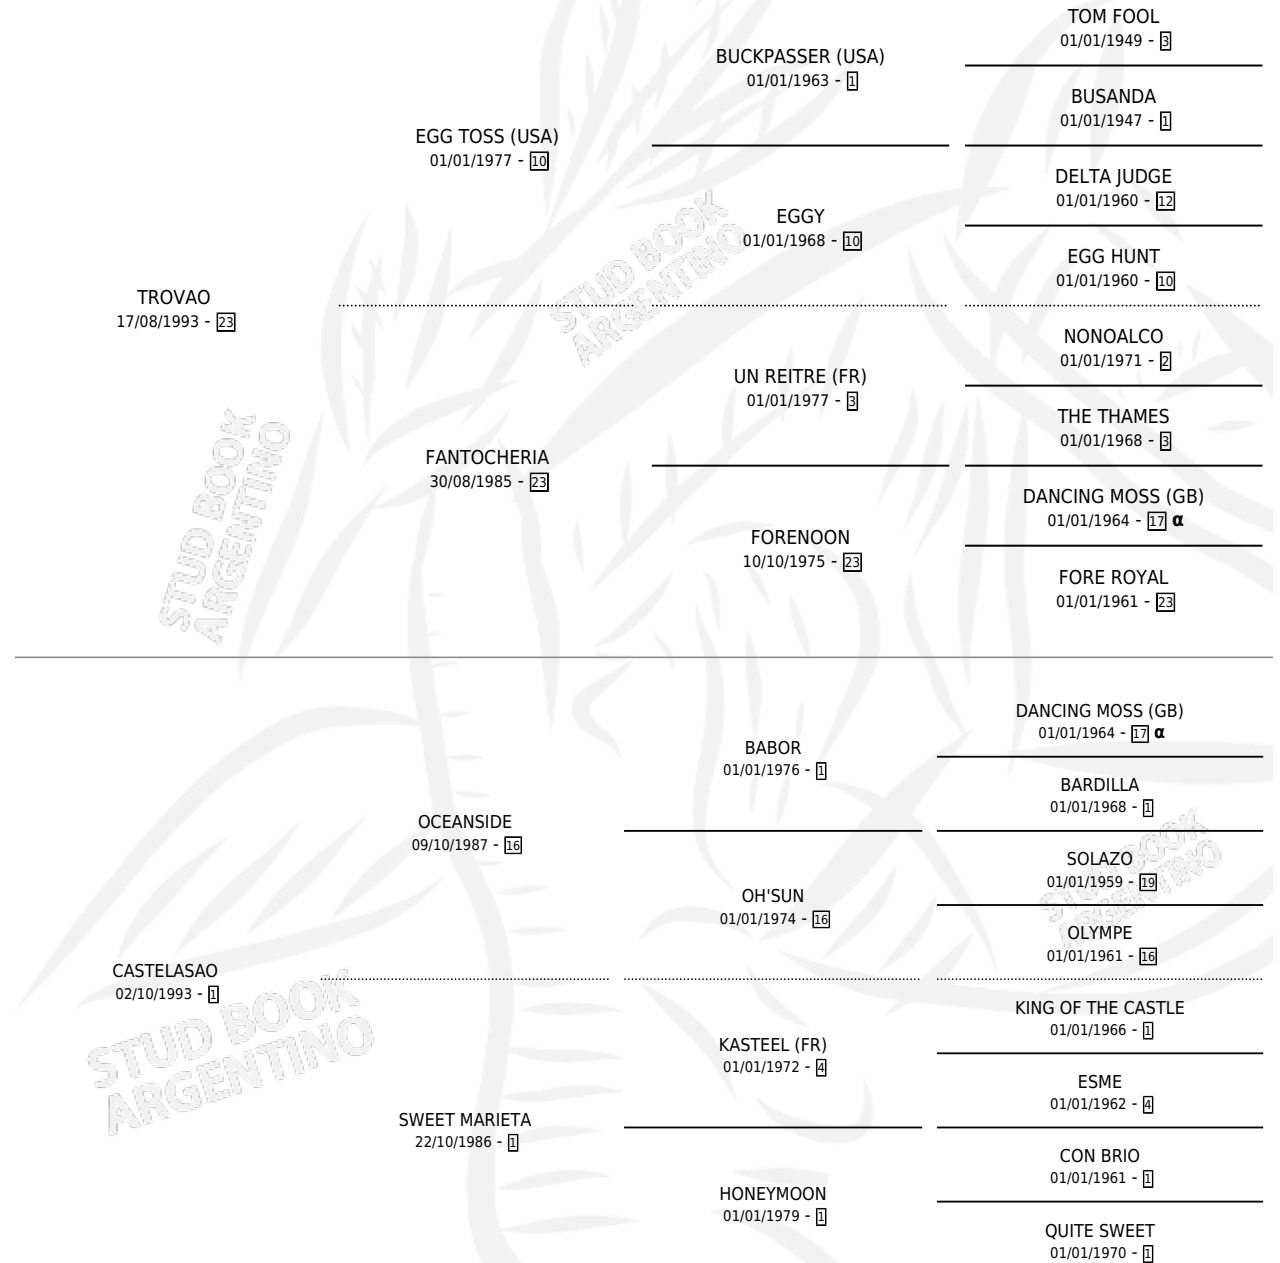 TROVAO
17/08/1993 - 23
EGG TOSS (USA)
01/01/1977 - 10
BUCKPASSER (USA)
01/01/1963 - 1
TOM FOOL
01/01/1949 - 3
BUSANDA
01/01/1947 - 1
EGGY
01/01/1968 - 10
DELTA JUDGE
01/01/1960 - 12
EGG HUNT
01/01/1960 - 10
FANTOCHERIA
30/08/1985 - 23
UN REITRE (FR)
01/01/1977 - 3
NONOALCO
01/01/1971 - 2
THE THAMES
01/01/1968 - 3
FORENOON
10/10/1975 - 23
DANCING MOSS (GB)
01/01/1964 - 17 α
FORE ROYAL
01/01/1961 - 23
CASTELASAO
02/10/1993 - 1
OCEANSIDE
09/10/1987 - 16
BABOR
01/01/1976 - 1
DANCING MOSS (GB)
01/01/1964 - 17 α
BARDILLA
01/01/1968 - 1
OH'SUN
01/01/1974 - 16
SOLAZO
01/01/1959 - 19
OLYMPE
01/01/1961 - 16
SWEET MARIETA
22/10/1986 - 1
KASTEEL (FR)
01/01/1972 - 4
KING OF THE CASTLE
01/01/1966 - 1
ESME
01/01/1962 - 4
HONEYMOON
01/01/1979 - 1
CON BRIO
01/01/1961 - 1
QUITE SWEET
01/01/1970 - 1
STUD BOOK
ARGENTINO
STUD BOOK
ARGENTINO
STUD BOOK
ARGENTINO
STUD BOOK
ARGENTINO